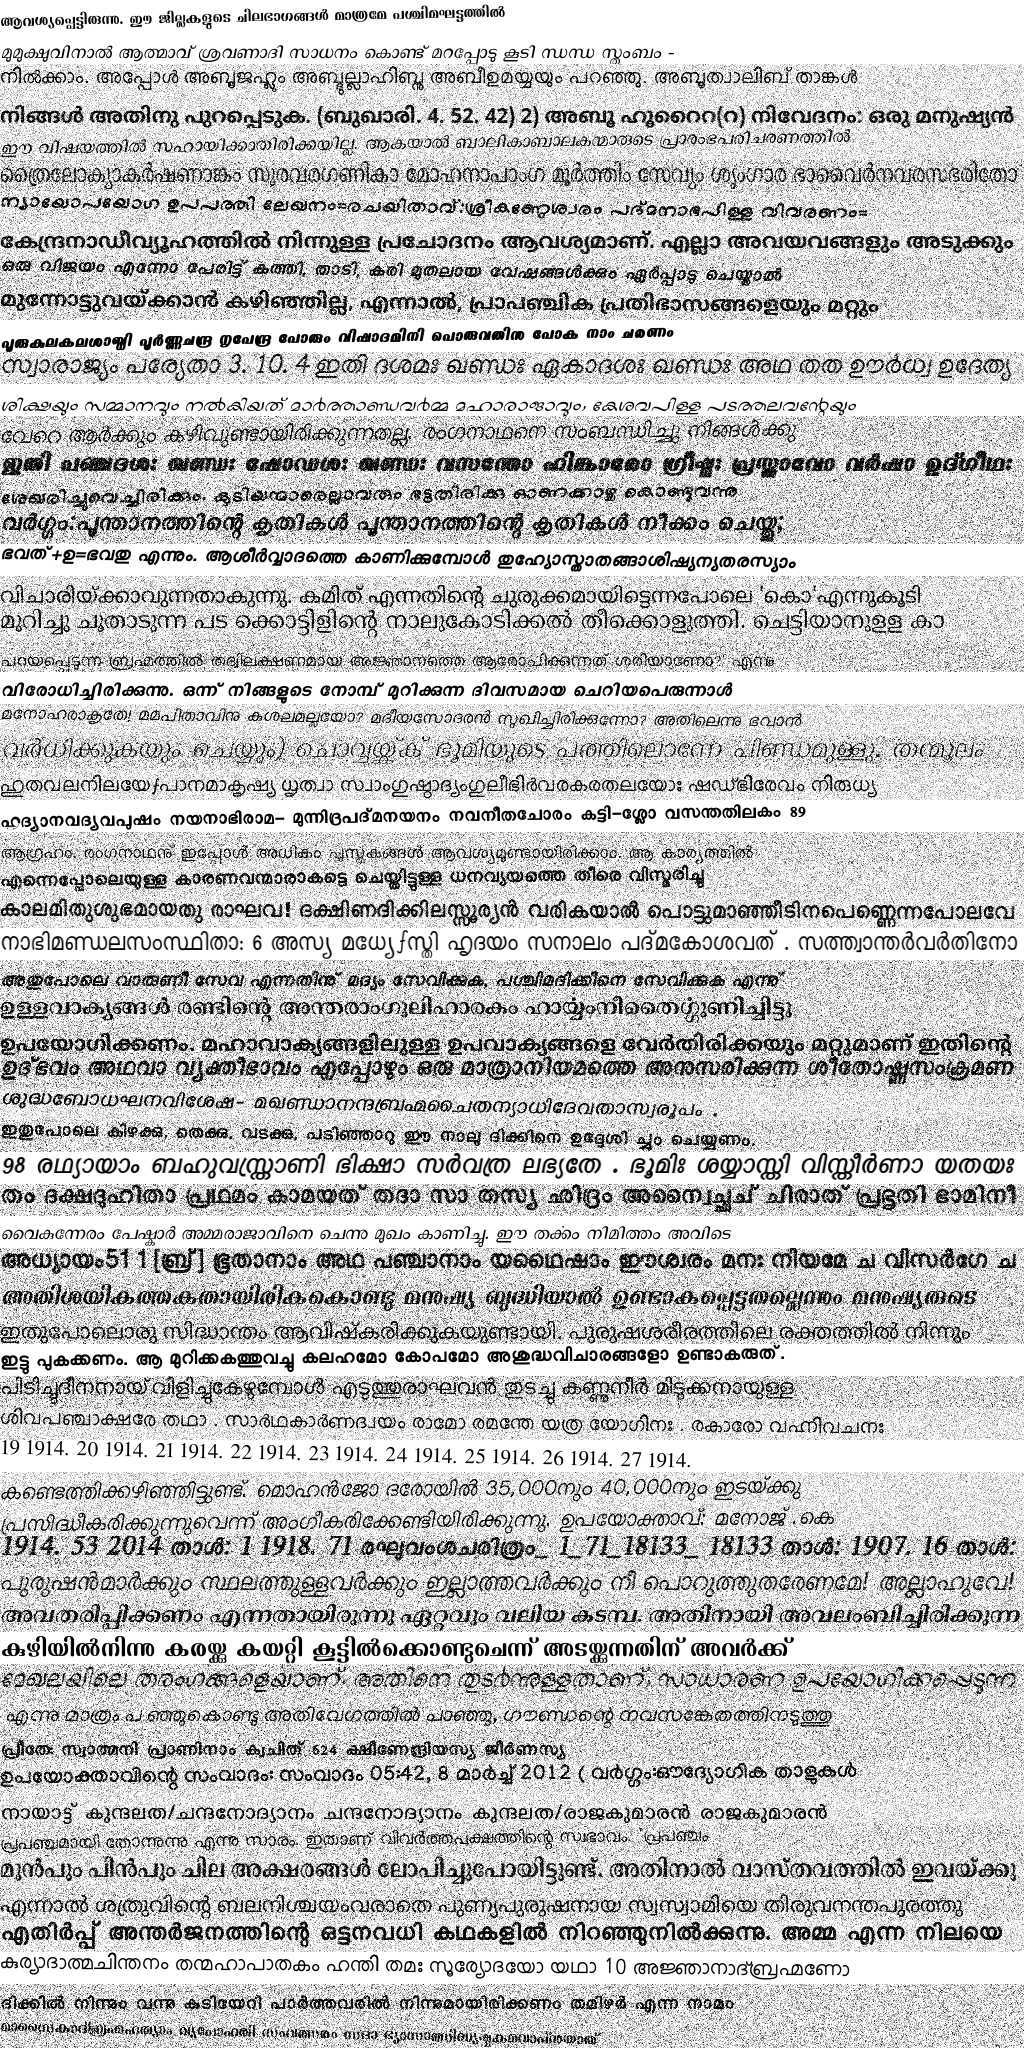 ആവശ്യപ്പെട്ടിരുന്നു. ഈ ജില്ലകളുടെ ചിലഭാഗങ്ങൾ മാത്രമേ പശ്ചിമഘട്ടത്തിൽ
മുമുക്ഷുവിനാൽ ആത്മാവ് ശ്രവണാദി സാധനം കൊണ്ട് മറപ്പോടു കൂടി ന്ധന്ധ സ്തംബം -
നിൽക്കാം. അപ്പോൾ അബൂജഹ്ലും അബ്ദുല്ലാഹിബ്നു അബീഉമയ്യയും പറഞ്ഞു. അബൂത്വാലിബ് താങ്കൾ
നിങ്ങൾ അതിനു പുറപ്പെടുക. (ബുഖാരി. 4. 52. 42) 2) അബൂ ഹുറൈറ(റ) നിവേദനം: ഒരു മനുഷ്യൻ
ഈ വിഷയത്തിൽ സഹായിക്കാതിരിക്കയില്ല. ആകയാൽ ബാലികാബാലകന്മാരുടെ പ്രാരംഭപരിചരണത്തിൽ
ത്രൈലോക്യാകർഷണാങ്കം സുരവരഗണികാ മോഹനാപാംഗ മൂർത്തിം സേവ്യം ശൃംഗാര ഭാവൈർനവരസഭരിതോ
ന്യായോപയോഗ ഉപപത്തി ലേഖനം=രചയിതാവ്:ശ്രീകണ്ഠേശ്വരം പദ്മനാഭപിള്ള വിവരണം=
കേന്ദ്രനാഡീവ്യൂഹത്തിൽ നിന്നുള്ള പ്രചോദനം ആവശ്യമാണ്. എല്ലാ അവയവങ്ങളും അടുക്കും
ഒരു വിജയം എന്നോ പേരിട്ട് കത്തി, താടി, കരി മുതലായ വേഷങ്ങൾക്കും ഏർപ്പാടു ചെയ്താൽ
മുന്നോട്ടുവയ്ക്കാൻ കഴിഞ്ഞില്ല, എന്നാൽ, പ്രാപഞ്ചിക പ്രതിഭാസങ്ങളെയും മറ്റും
പൂരുകുലകലശാബ്ധി പൂർണ്ണചന്ദ്ര നൃപേന്ദ്ര പോരും വിഷാദമിനി പൊരുവതിനു പോക നാം ചരണം
സ്വാരാജ്യം പര്യേതാ 3. 10. 4 ഇതി ദശമഃ ഖണ്ഡഃ ഏകാദശഃ ഖണ്ഡഃ അഥ തത ഊർധ്വ ഉദേത്യ
ശിക്ഷയും സമ്മാനവും നൽകിയത് മാർത്താണ്ഡവർമ്മ മഹാരാജാവും, കേശവപിള്ള പടത്തലവന്റേയും
വേറെ ആർക്കും കഴിവുണ്ടായിരിക്കുന്നതല്ല. രംഗനാഥനെ സംബന്ധിച്ചു നിങ്ങൾക്കു
ഇതി പഞ്ചദശഃ ഖണ്ഡഃ ഷോഡശഃ ഖണ്ഡഃ വസന്തോ ഹിങ്കാരോ ഗ്രീഷ്മഃ പ്രസ്താവോ വർഷാ ഉദ്ഗീഥഃ
ശേഖരിച്ചുവെച്ചിരിക്കും. കുടിയന്മാരെല്ലാവരും ഭട്ടതിരിക്കു ഓണക്കാഴ്ച കൊണ്ടുവന്നു
വർഗ്ഗം:പൂന്താനത്തിന്റെ കൃതികൾ പൂന്താനത്തിന്റെ കൃതികൾ നീക്കം ചെയ്തു;
ഭവത്+ഉ=ഭവതു എന്നും. ആശീർവ്വാദത്തെ കാണിക്കുമ്പോൾ തുഹ്യോസ്താതങ്ങാശിഷ്യന്യതരസ്യാം
വിചാരിയ്ക്കാവുന്നതാകുന്നു. കമിത് എന്നതിന്റെ ചുരുക്കമായിട്ടെന്നപോലെ 'കൊ'എന്നുകൂടി
മുറിച്ചു ചൂതാടുന്ന പട ക്കൊട്ടിളിന്റെ നാലുകോടിക്കൽ തീക്കൊളുത്തി. ചെട്ടിയാനുളള കാ
പറയപ്പെടുന്ന ബ്രഹ്മത്തിൽ തദ്വിലക്ഷണമായ അജ്ഞാനത്തെ ആരോപിക്കുന്നത് ശരിയാണോ?' എന്നും
വിരോധിച്ചിരിക്കുന്നു. ഒന്ന് നിങ്ങളുടെ നോമ്പ് മുറിക്കുന്ന ദിവസമായ ചെറിയപെരുന്നാൾ
മനോഹരാകൃതേ! മമപിതാവിനു കുശലമല്ലയോ? മദീയസോദരൻ സുഖിച്ചിരിക്കുന്നോ? അതിലെന്നു ഭവാൻ
വർധിക്കുകയും ചെയ്യും) ചൊവ്വയ്ക്ക് ഭൂമിയുടെ പത്തിലൊന്നേ പിണ്ഡമുള്ളു. തന്മൂലം
ഹുതവലനിലയേƒപാനമാകൃഷ്യ ധൃത്വാ സ്വാംഗുഷ്ഠാദ്യംഗുലീഭിർവരകരതലയോഃ ഷഡ്ഭിരേവം നിരുധ്യ
ഹൃദ്യാനവദ്യവപുഷം നയനാഭിരാമ- മുന്നിദ്രപദ്മനയനം നവനീതചോരം കട്ടി-ശ്ലോ വസന്തതിലകം 89
ആഗ്രഹം. രംഗനാഥനു് ഇപ്പോൾ അധികം പുസ്തകങ്ങൾ ആവശ്യമുണ്ടായിരിക്കാം. ആ കാര്യത്തിൽ
എന്നെപ്പോലെയുള്ള കാരണവന്മാരാകട്ടെ ചെയ്തിട്ടുള്ള ധനവ്യയത്തെ തീരെ വിസ്മരിച്ചു
കാലമിതുശുഭമായതു രാഘവ! ദക്ഷിണദിക്കിലസ്സൂര്യൻ വരികയാൽ പൊട്ടുമാഞ്ഞീടിനപെണ്ണെന്നപോലവേ
നാഭിമണ്ഡലസംസ്ഥിതാ: 6 അസ്യ മധ്യേƒസ്തി ഹൃദയം സനാലം പദ്മകോശവത് . സത്ത്വാന്തർവർതിനോ
അതുപോലെ വാരുണീ സേവ എന്നതിനു് മദ്യം സേവിക്കുക, പശ്ചിമദിക്കിനെ സേവിക്കുക എന്നു്
ഉള്ളവാക്യങ്ങൾ രണ്ടിന്റെ അന്തരാംഗുലിഹാരകം ഹാര്യംനിതൈര്ഗുണിച്ചിട്ടു
ഉപയോഗിക്കണം. മഹാവാക്യങ്ങളിലുള്ള ഉപവാക്യങ്ങളെ വേർതിരിക്കയും മറ്റുമാണ് ഇതിന്റെ
ഉദ്ഭവം അഥവാ വ്യക്തീഭാവം എപ്പോഴും ഒരു മാത്രാനിയമത്തെ അനുസരിക്കുന്ന ശീതോഷ്ണസംക്രമണ
ശുദ്ധബോധഘനവിശേഷ- മഖണ്ഡാനന്ദബ്രഹ്മചൈതന്യാധിദേവതാസ്വരൂപം .
ഇതുപോലെ കിഴക്കു, തെക്കു, വടക്കു, പടിഞ്ഞാറു ഈ നാലു ദിക്കിനെ ഉദ്ദേശി ച്ചും ചെയ്യണം.
98 രഥ്യായാം ബഹുവസ്ത്രാണി ഭിക്ഷാ സർവത്ര ലഭ്യതേ . ഭൂമിഃ ശയ്യാസ്തി വിസ്തീർണാ യതയഃ
തം ദക്ഷദുഹിതാ പ്രഥമം കാമയത് തദാ സാ തസ്യ ഛിദ്രം അന്വൈച്ഛച് ചിരാത് പ്രഭൃതി ഭാമിനീ
വൈകുന്നേരം പേഷ്കാർ അമ്മരാജാവിനെ ചെന്നു മുഖം കാണിച്ചു. ഈ തർക്കം നിമിത്തം അവിടെ
അധ്യായം511[ബ്ര്] ഭൂതാനാം അഥ പഞ്ചാനാം യഥൈഷാം ഈശ്വരം മനഃ നിയമേ ച വിസർഗേ ച
അതിശയികത്തകതായിരികകൊണ്ടു മനുഷ്യ ബുദ്ധിയാൽ ഉണ്ടാകപ്പെട്ടതല്ലെന്നും മനുഷ്യരുടെ
ഇതുപോലൊരു സിദ്ധാന്തം ആവിഷ്കരിക്കുകയുണ്ടായി. പുരുഷശരീരത്തിലെ രക്തത്തിൽ നിന്നും
ഇട്ടു പുകക്കണം. ആ മുറിക്കകത്തുവച്ചു കലഹമോ കോപമോ അശുദ്ധവിചാരങ്ങളോ ഉണ്ടാകരുത്.
പിടിച്ചൂദീനനായ് വിളിച്ചുകേഴുമ്പോൾ എടുത്തുരാഘവൻ തുടച്ചു കണ്ണുനീർ മിടുക്കനായുള്ള
ശിവപഞ്ചാക്ഷരേ തഥാ . സാർഥകാർണദ്വയം രാമോ രമന്തേ യത്ര യോഗിനഃ . രകാരോ വഹ്നിവചനഃ
19 1914. 20 1914. 21 1914. 22 1914. 23 1914. 24 1914. 25 1914. 26 1914. 27 1914.
കണ്ടെത്തിക്കഴിഞ്ഞിട്ടുണ്ട്. മൊഹൻജോ ദരോയിൽ 35,000നും 40,000നും ഇടയ്ക്കു
പ്രസിദ്ധീകരിക്കുന്നുവെന്ന് അംഗീകരിക്കേണ്ടിയിരിക്കുന്നു. ഉപയോക്താവ്: മനോജ് .കെ
1914. 53 2014 താൾ: 1 1918. 71 രഘുവംശചരിത്രം_ 1_71_18133_ 18133 താൾ: 1907. 16 താൾ:
പുരുഷൻമാർക്കും സ്ഥലത്തുള്ളവർക്കും ഇല്ലാത്തവർക്കും നീ പൊറുത്തുതരേണമേ! അല്ലാഹുവേ!
അവതരിപ്പിക്കണം എന്നതായിരുന്നു ഏറ്റവും വലിയ കടമ്പ. അതിനായി അവലംബിച്ചിരിക്കുന്ന
കുഴിയിൽനിന്നു കരയ്ക്കു കയറ്റി കൂട്ടിൽക്കൊണ്ടുചെന്ന് അടയ്ക്കുന്നതിന് അവർക്ക്
മേഖലയിലെ തരംഗങ്ങളെയാണ്, അതിനെ തുടർന്നുള്ളതാണ്, സാധാരണ ഉപയോഗിക്കപ്പെടുന്ന
എന്നു മാത്രം പ ഞ്ഞുകൊണ്ടു അതിവേഗത്തിൽ പാഞ്ഞു, ഗൗണ്ഡന്റെ നവസങ്കേതത്തിനടുത്തു
പ്രീതേഃ സ്വാത്മനി പ്രാണിനാം ക്വചിത് 624 ക്ഷീണേന്ദ്രിയസ്യ ജീർണസ്യ
ഉപയോക്താവിന്റെ സംവാദം: സംവാദം 05:42, 8 മാർച്ച് 2012 ( വർഗ്ഗം:ഔദ്യോഗിക താളുകൾ
നായാട്ട് കുന്ദലത/ചന്ദനോദ്യാനം ചന്ദനോദ്യാനം കുന്ദലത/രാജകുമാരൻ രാജകുമാരൻ
പ്രപഞ്ചമായി തോന്നുന്നു എന്നു സാരം. ഇതാണ് വിവർത്തപക്ഷത്തിന്റെ സ്വഭാവം. 'പ്രപഞ്ചം
മുൻപും പിൻപും ചില അക്ഷരങ്ങൾ ലോപിച്ചുപോയിട്ടുണ്ട്. അതിനാൽ വാസ്തവത്തിൽ ഇവയ്ക്കു
എന്നാൽ ശത്രുവിന്റെ ബലനിശ്ചയംവരാതെ പുണ്യപുരുഷനായ സ്വസ്വാമിയെ തിരുവനന്തപുരത്തു
എതിർപ്പ് അന്തർജനത്തിന്റെ ഒട്ടനവധി കഥകളിൽ നിറഞ്ഞുനിൽക്കുന്നു. അമ്മ എന്ന നിലയെ
കുര്യാദാത്മചിന്തനം തന്മഹാപാതകം ഹന്തി തമഃ സൂര്യോദയോ യഥാ 10 അജ്ഞാനാദ്ബ്രഹ്മണോ
ദിക്കിൽ നിന്നും വന്നു കുടിയേറി പാർത്തവരിൽ നിന്നുമായിരിക്കണം തമിഴർ എന്ന നാമം